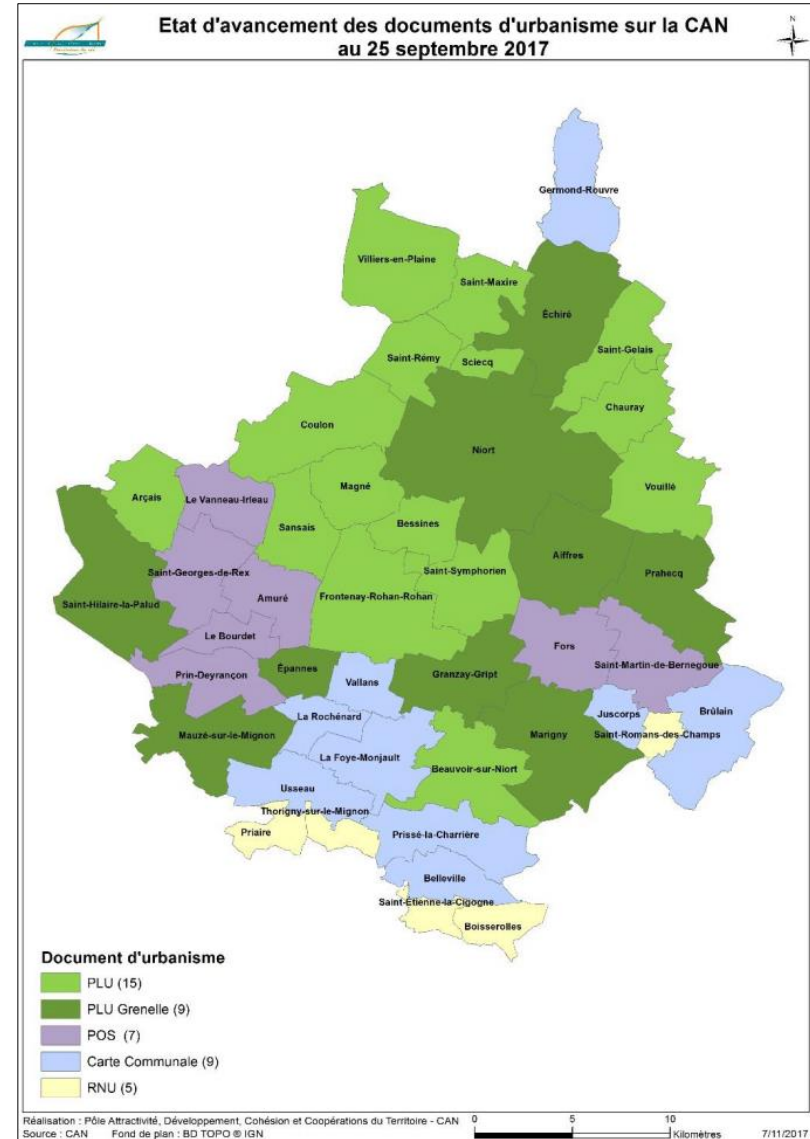 Etat d'avancement des documents d'urbanisme sur la CAN
au 25 septembre 2017
N
Germond-Rouvre
Villiers-en-Plaine
Saint-Maxire
Échiré
Saint-Gelais
Saint-Rémy
Sciecq
Chauray
Coulon
Niort
Magné
Vouillé
Arçais
Le Vanneau-Irleau
Sansais
Bessines
Aiffres
Prahecq
Saint-Georges-de-Rex
Saint-Symphorien
Saint-Hilaire-la-Palud
Amuré
Frontenay-Rohan-Rohan
Le Bourdet
Fors
Saint-Martin-de-Bernegoue
Prin-Deyrançon
Épannes
Vallans
Granzay-Gript
La Rochénard
Juscorps
Brûlain
Mauzé-sur-le-Mignon
Marigny
Saint-Romans-des-Champs
La Foye-Monjault
Beauvoir-sur-Niort
Usseau
Thorigny-sur-le-Mignon
Priaire
Prissé-la-Charrière
Belleville
Saint-Étienne-la-Cigogne
Boisserolles
Document d'urbanisme
PLU (15)
PLU Grenelle (9)
POS (7)
Carte Communale (9)
RNU (5)
Réalisation : Pôle Attractivité, Développement, Cohésion et Coopérations du Territoire - CAN
0 5 10
Source : CAN Fond de plan : BD TOPO © IGN
Kilomètres
7/11/2017